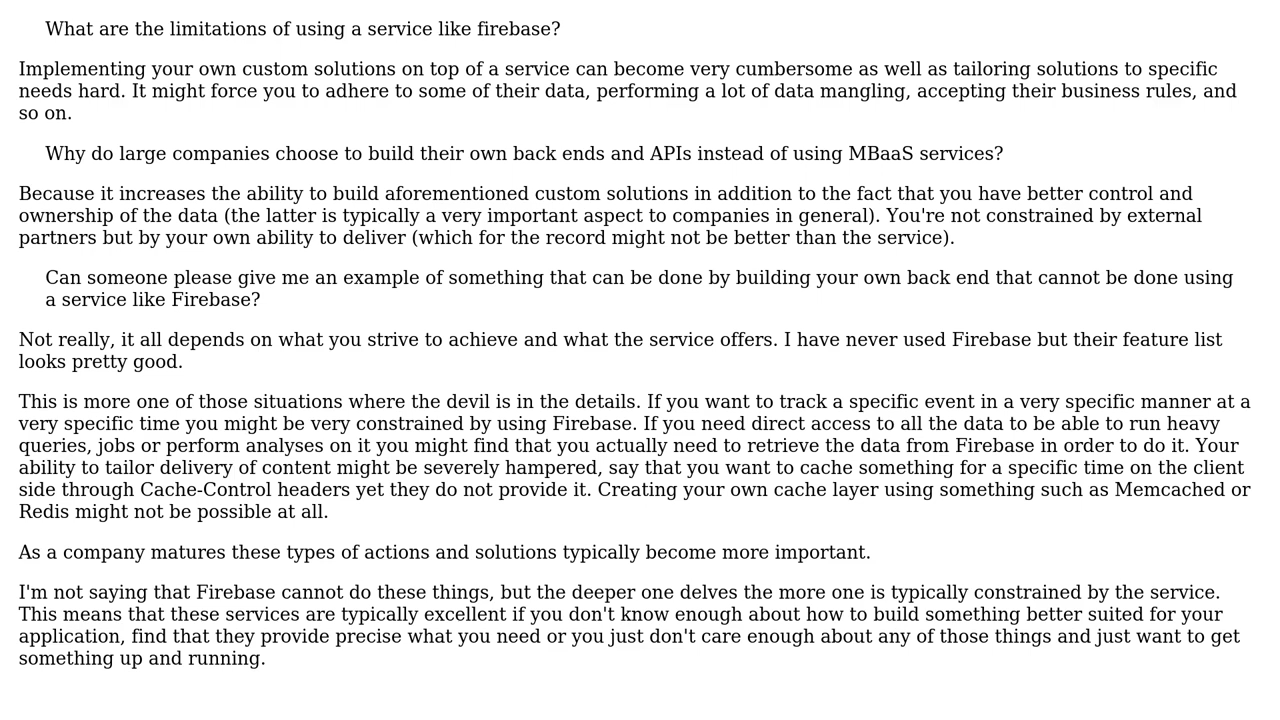 What are the limitations of using a service like firebase?
Implementing your own custom solutions on top of a service can become very cumbersome as well as tailoring solutions to specific
needs hard. It might force you to adhere to some of their data, performing a lot of data mangling, accepting their business rules, and
so on.
Why do large companies choose to build their own back ends and APIs instead of using MBaaS services?
Because it increases the ability to build aforementioned custom solutions in addition to the fact that you have better control and
ownership of the data (the latter is typically a very important aspect to companies in general). You're not constrained by external
partners but by your own ability to deliver (which for the record might not be better than the service).
Can someone please give me an example of something that can be done by building your own back end that cannot be done using
a service like Firebase?
Not really, it all depends on what you strive to achieve and what the service offers. I have never used Firebase but their feature list
looks pretty good.
This is more one of those situations where the devil is in the details. If you want to track a specific event in a very specific manner at a
very specific time you might be very constrained by using Firebase. If you need direct access to all the data to be able to run heavy
queries, jobs or perform analyses on it you might find that you actually need to retrieve the data from Firebase in order to do it. Your
ability to tailor delivery of content might be severely hampered, say that you want to cache something for a specific time on the client
side through Cache-Control headers yet they do not provide it. Creating your own cache layer using something such as Memcached or
Redis might not be possible at all.
As a company matures these types of actions and solutions typically become more important.
I'm not saying that Firebase cannot do these things, but the deeper one delves the more one is typically constrained by the service.
This means that these services are typically excellent if you don't know enough about how to build something better suited for your
application, find that they provide precise what you need or you just don't care enough about any of those things and just want to get
something up and running.